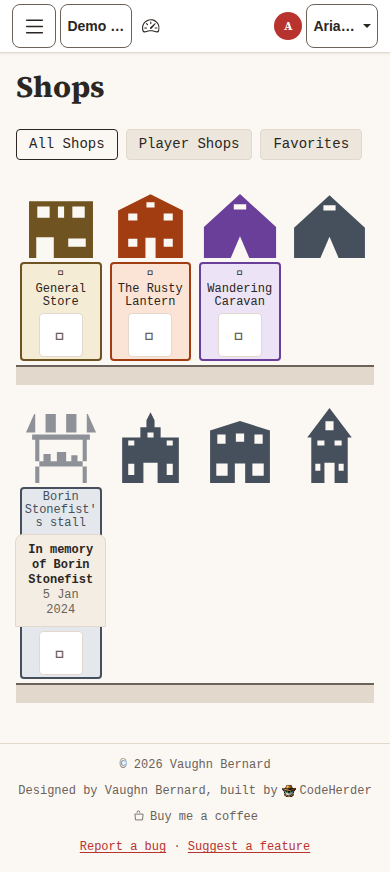 Demo ...
A
Aria...
Shops
All Shops
Player Shops
Favorites
General
Store
The Rusty
Lantern
Wandering
Caravan
Borin
Stonefist'
s stall
In memory
of Borin
Stonefist
5 Jan
2024
© 2026 Vaughn Bernard
Designed by Vaughn Bernard, built by CodeHerder
Buy me a coffee
Report a bug · Suggest a feature